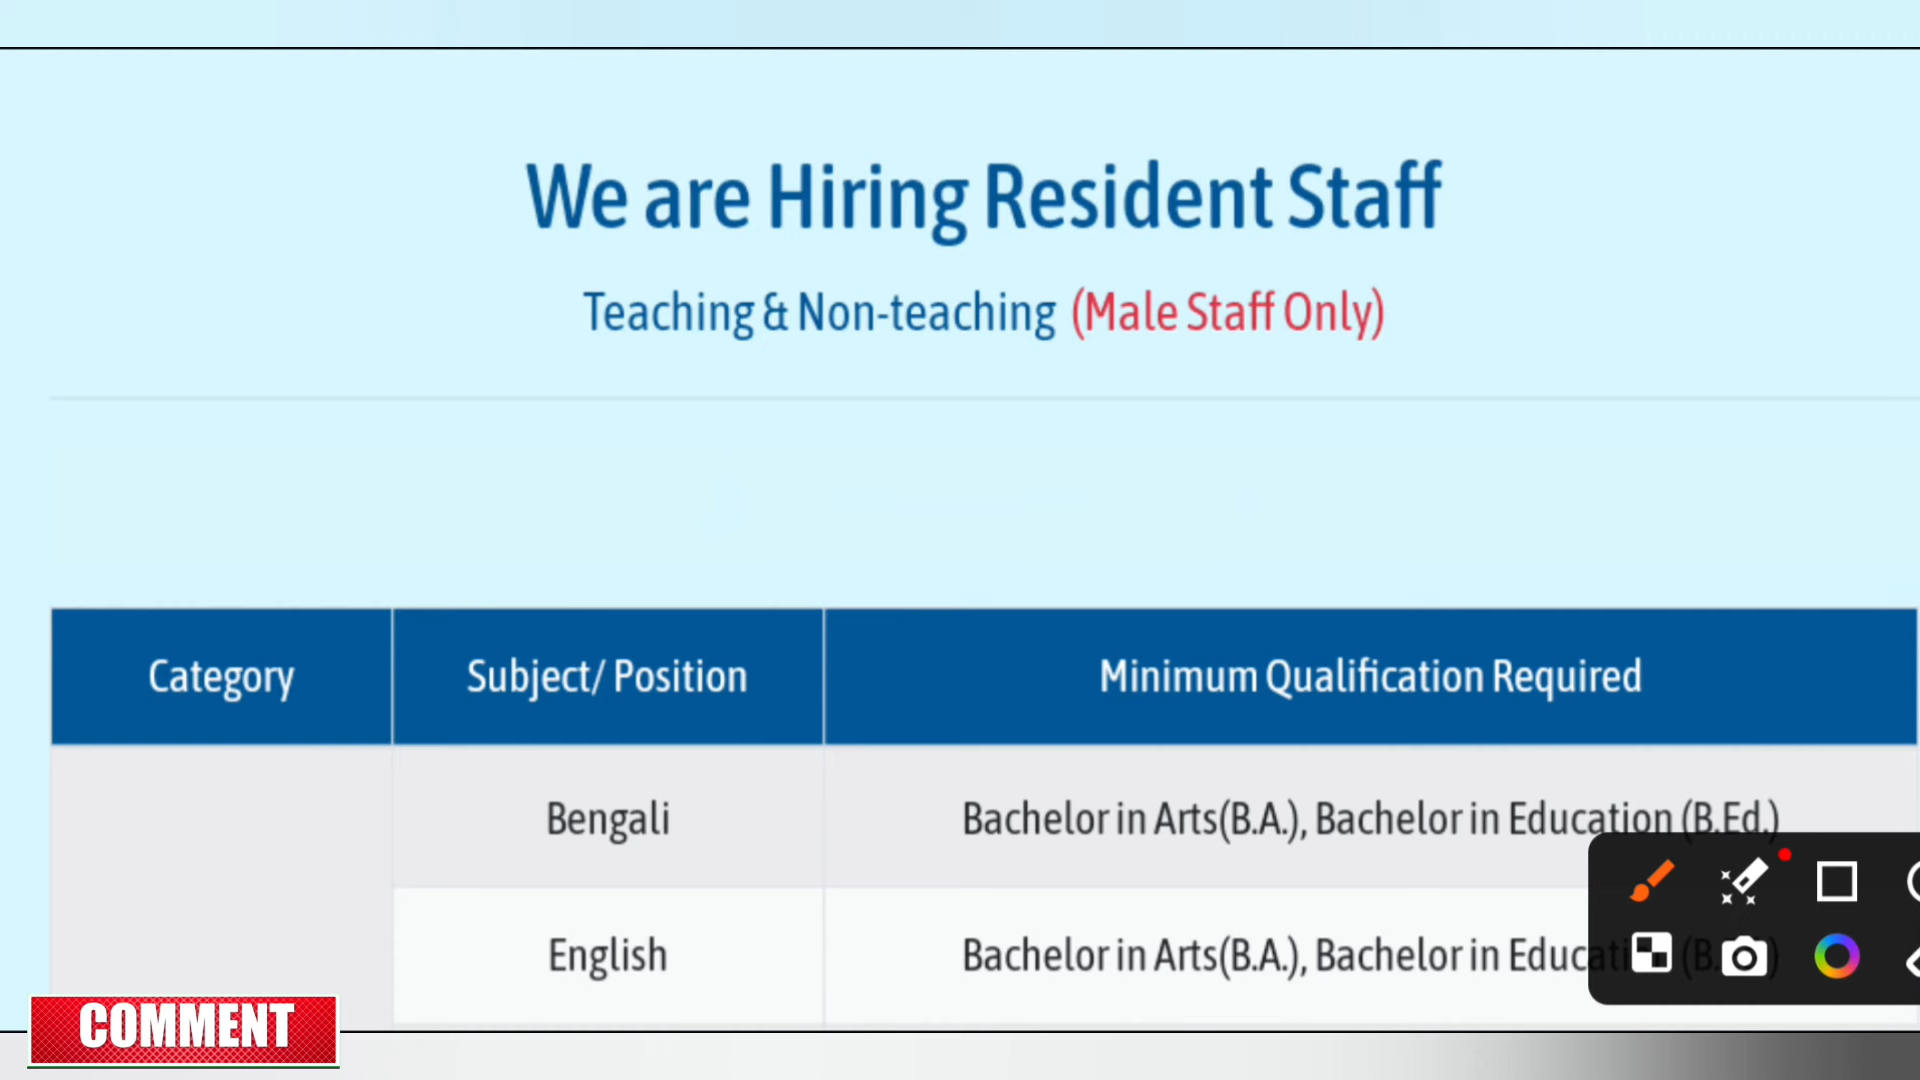 We are Hiring Resident Staff
Teaching & Non-teaching (Male Staff Only)
Category Subject/ Position Minimum Qualification Required
Bengali Bachelor in Arts(B.A.), Bachelor in Education (B.Ed.)
English Bachelor in Arts(B.A.), Bachelor in Educati
COMMENT